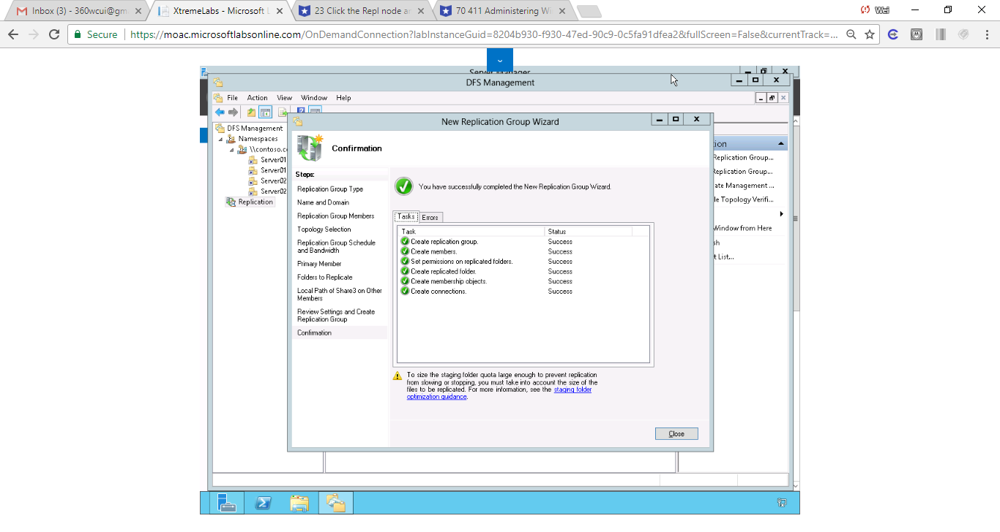 Inbox (3) - 360wcui@gm
XtremeLabs - Microsoft L
23 Click the Repl node a
70 411 Administering Wi
Wei
Secure
https://moac.microsoftlabsonline.com/OnDemandConnection?labInstanceGuid=8204b930-f930-47ed-90c9-0c5fa91dfea2&fullScreen=False&currentTrack=...
Server Manager
DFS Management
File Action View Window Help
DFS Management
Namespaces
\\contoso.c
Server01
Server01
Server02
Server02
Replication
New Replication Group Wizard
Confirmation
Steps:
Replication Group Type
Name and Domain
Replication Group Members
Topology Selection
Replication Group Schedule
and Bandwidth
Primary Member
Folders to Replicate
Local Path of Share3 on Other
Members
Review Settings and Create
Replication Group
Confirmation
You have successfully completed the New Replication Group Wizard.
Tasks Errors
Task Status
Create replication group. Success
Create members. Success
Set permissions on replicated folders. Success
Create replicated folder. Success
Create membership objects. Success
Create connections. Success
To size the staging folder quota large enough to prevent replication
from slowing or stopping, you must take into account the size of the
files to be replicated. For more information, see the staging folder
optimization guidance.
Close
ion
Replication Group...
Replication Group...
ate Management ...
le Topology Verifi...
Window from Here
sh
t List...